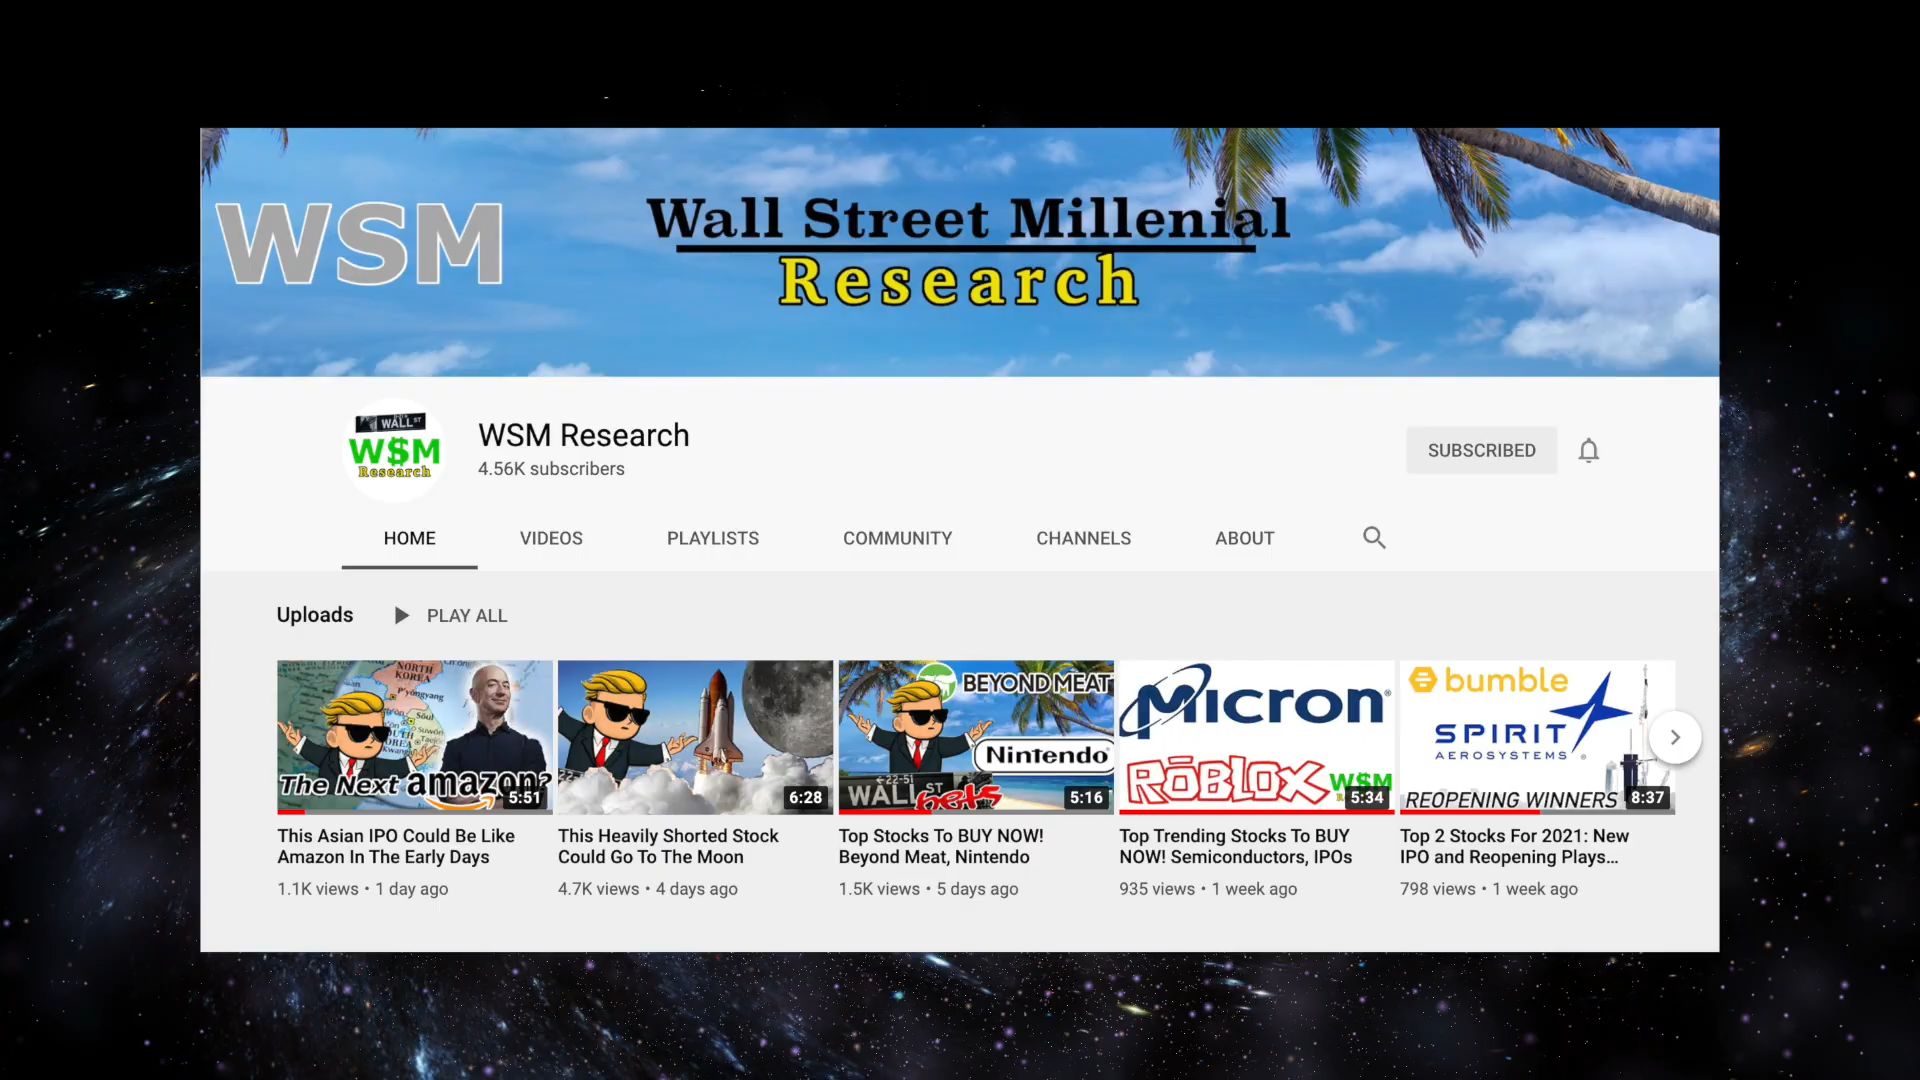 WSM
Wall Street Millenial
Research
WALL ST
W$M
Research
WSM Research
4.56K subscribers
SUBSCRIBED
HOME
VIDEOS
PLAYLISTS
COMMUNITY
CHANNELS
ABOUT
Uploads
PLAY ALL
NORTH
KOREA
P'yongyang
Soul
Suwon
The Next amazon?
5:51
6:28
BEYOND MEAT
Nintendo
22-51
WALL ST
bets
5:16
Micron
ROBLOX
W$M
5:34
bumble
SPIRIT
AEROSYSTEMS
REOPENING WINNERS
8:37
This Asian IPO Could Be Like
Amazon In The Early Days
1.1K views • 1 day ago
This Heavily Shorted Stock
Could Go To The Moon
4.7K views • 4 days ago
Top Stocks To BUY NOW!
Beyond Meat, Nintendo
1.5K views • 5 days ago
Top Trending Stocks To BUY
NOW! Semiconductors, IPOs
935 views • 1 week ago
Top 2 Stocks For 2021: New
IPO and Reopening Plays...
798 views • 1 week ago